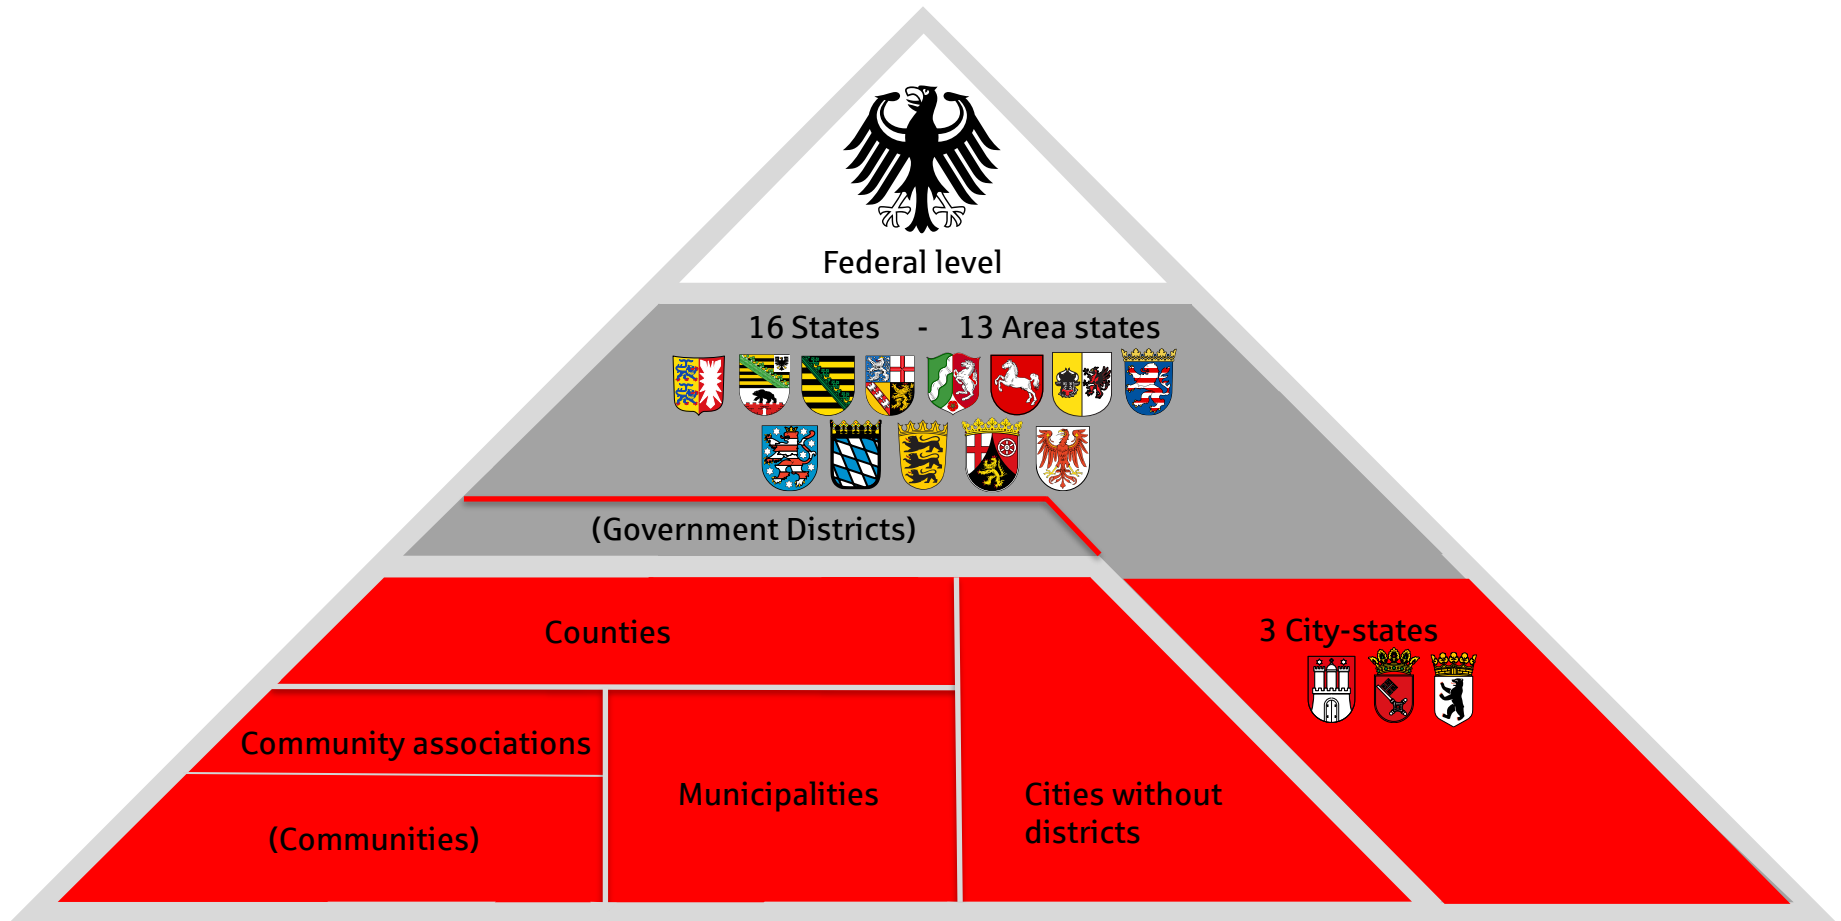 Federal level
16 States - 13 Area states
(Government Districts)
Counties
3 City-states
Community associations
Municipalities
Cities without
districts
(Communities)